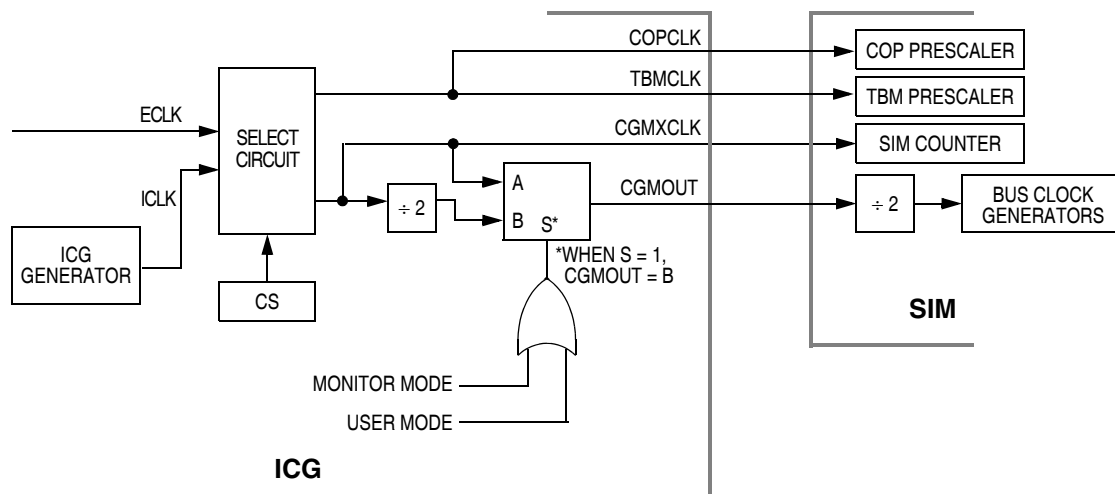 COPCLK
COP PRESCALER
TBMCLK
TBM PRESCALER
ECLK
SELECT
CIRCUIT
CGMXCLK
SIM COUNTER
ICLK
÷ 2
A
B
S*
CGMOUT
÷ 2
BUS CLOCK
GENERATORS
ICG
GENERATOR
CS
*WHEN S = 1,
CGMOUT = B
SIM
MONITOR MODE
USER MODE
ICG